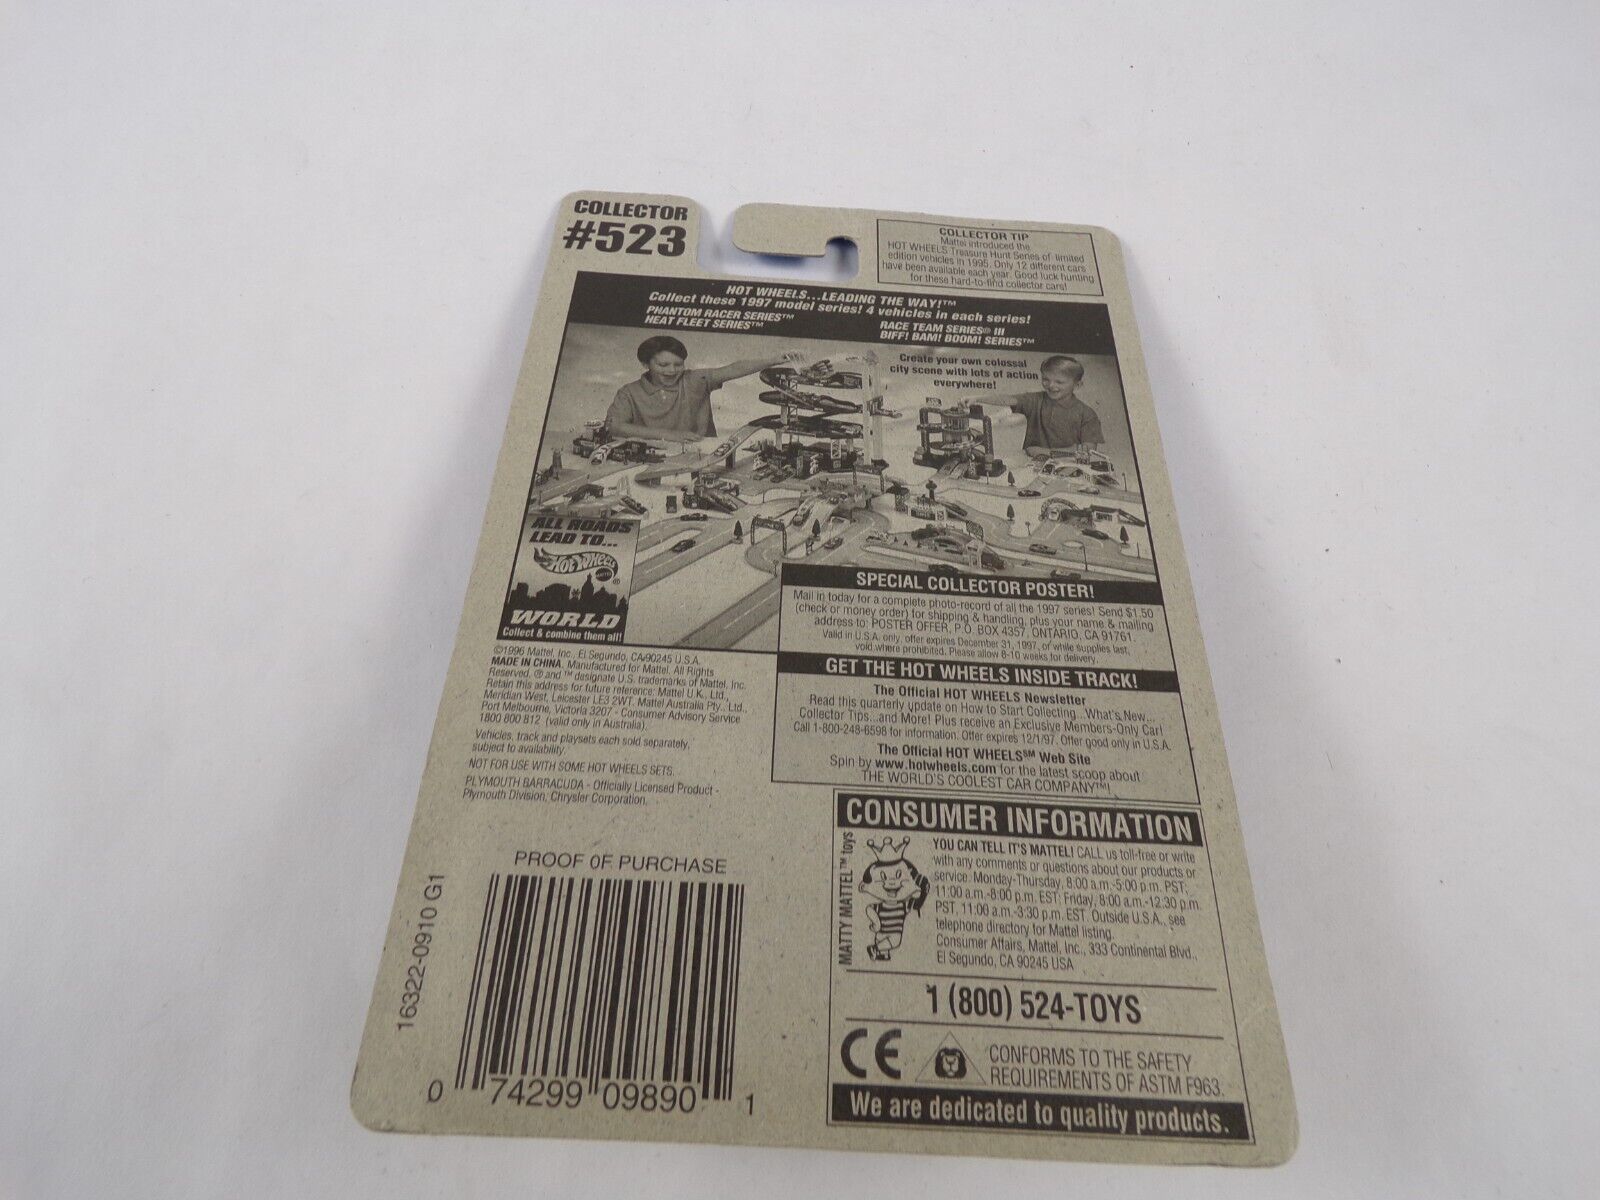 COLLECTOR
#523
COLLECTOR TIP
Mattel introduced the
HOT WHEELS Treasure Hunt Series of limited
edition vehicles in 1995. Only 12 different cars
have been available each year. Good luck hunting
for these hard-to-find collector cars!
HOT WHEELS...LEADING THE WAY!™
Collect these 1997 model series! 4 vehicles in each series!
PHANTOM RACER SERIES™
HEAT FLEET SERIES™
RACE TEAM SERIES® III
BIFF! BAM! BOOM! SERIES™
Create your own colossal
city scene with lots of action
everywhere!
ALL ROADS
LEAD TO...
HOT WHEELS ®
WORLD
Collect & combine them all!
SPECIAL COLLECTOR POSTER!
Mail in today for a complete photo-record of all the 1997 series! Send $1.50
(check or money order) for shipping & handling, plus your name & mailing
address to: POSTER OFFER, P.O. BOX 4357, ONTARIO, CA 91761.
Valid in U.S.A. only, offer expires December 31, 1997, or while supplies last,
void where prohibited. Please allow 8-10 weeks for delivery.
GET THE HOT WHEELS INSIDE TRACK!
The Official HOT WHEELS Newsletter
Read this quarterly update on How to Start Collecting...What's New...
Collector Tips...and More! Plus receive an Exclusive Members-Only Car!
Call 1-800-248-6598 for information. Offer expires 12/1/97. Offer good only in U.S.A.
The Official HOT WHEELS℠ Web Site
Spin by www.hotwheels.com for the latest scoop about
THE WORLD'S COOLEST CAR COMPANY™!
©1996 Mattel, Inc., El Segundo, CA 90245 U.S.A.
MADE IN CHINA. Manufactured for Mattel. All Rights
Reserved. ® and ™ designate U.S. trademarks of Mattel, Inc.
Retain this address for future reference: Mattel U.K., Ltd.,
Meridian West, Leicester LE3 2WT. Mattel Australia Pty., Ltd.,
Port Melbourne, Victoria 3207 - Consumer Advisory Service
1800 800 812 (valid only in Australia).
Vehicles, track and playsets each sold separately,
subject to availability.
NOT FOR USE WITH SOME HOT WHEELS SETS.
PLYMOUTH BARRACUDA - Officially Licensed Product -
Plymouth Division, Chrysler Corporation.
PROOF OF PURCHASE
16322-0910 G1
0 74299 09890 1
CONSUMER INFORMATION
MATTY MATTEL™ toys
YOU CAN TELL IT'S MATTEL! CALL us toll-free or write
with any comments or questions about our products or
service. Monday-Thursday, 8:00 a.m.-5:00 p.m. PST;
11:00 a.m.-8:00 p.m. EST: Friday, 8:00 a.m.-12:30 p.m.
PST, 11:00 a.m.-3:30 p.m. EST. Outside U.S.A., see
telephone directory for Mattel listing.
Consumer Affairs, Mattel, Inc., 333 Continental Blvd.,
El Segundo, CA 90245 USA
1 (800) 524-TOYS
CE
CONFORMS TO THE SAFETY
REQUIREMENTS OF ASTM F963.
We are dedicated to quality products.